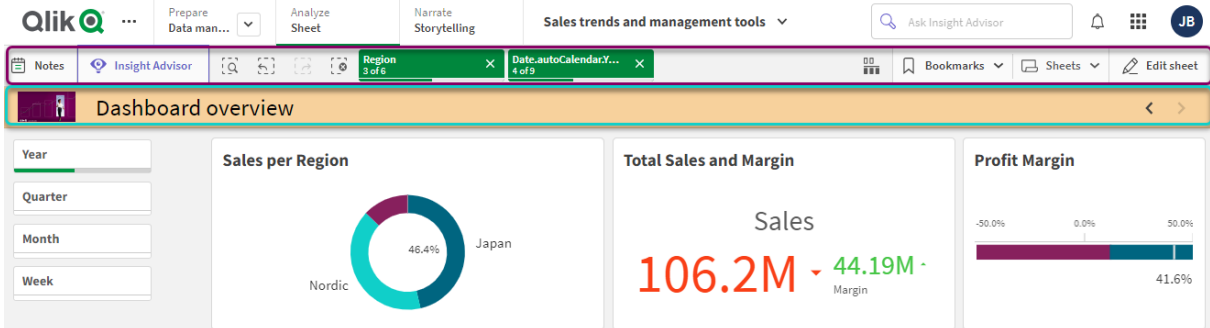 Qlik
Prepare
Data man...
Analyze
Sheet
Narrate
Storytelling
Sales trends and management tools
Ask Insight Advisor
JB
Notes
Insight Advisor
Region
3 of 6
Date.autoCalendar.Y...
4 of 9
Bookmarks
Sheets
Edit sheet
Dashboard overview
Year
Quarter
Month
Week
Sales per Region
46.4%
Japan
Nordic
Total Sales and Margin
Sales
106.2M
44.19M
Margin
Profit Margin
-50.0% 0.0% 50.0%
41.6%